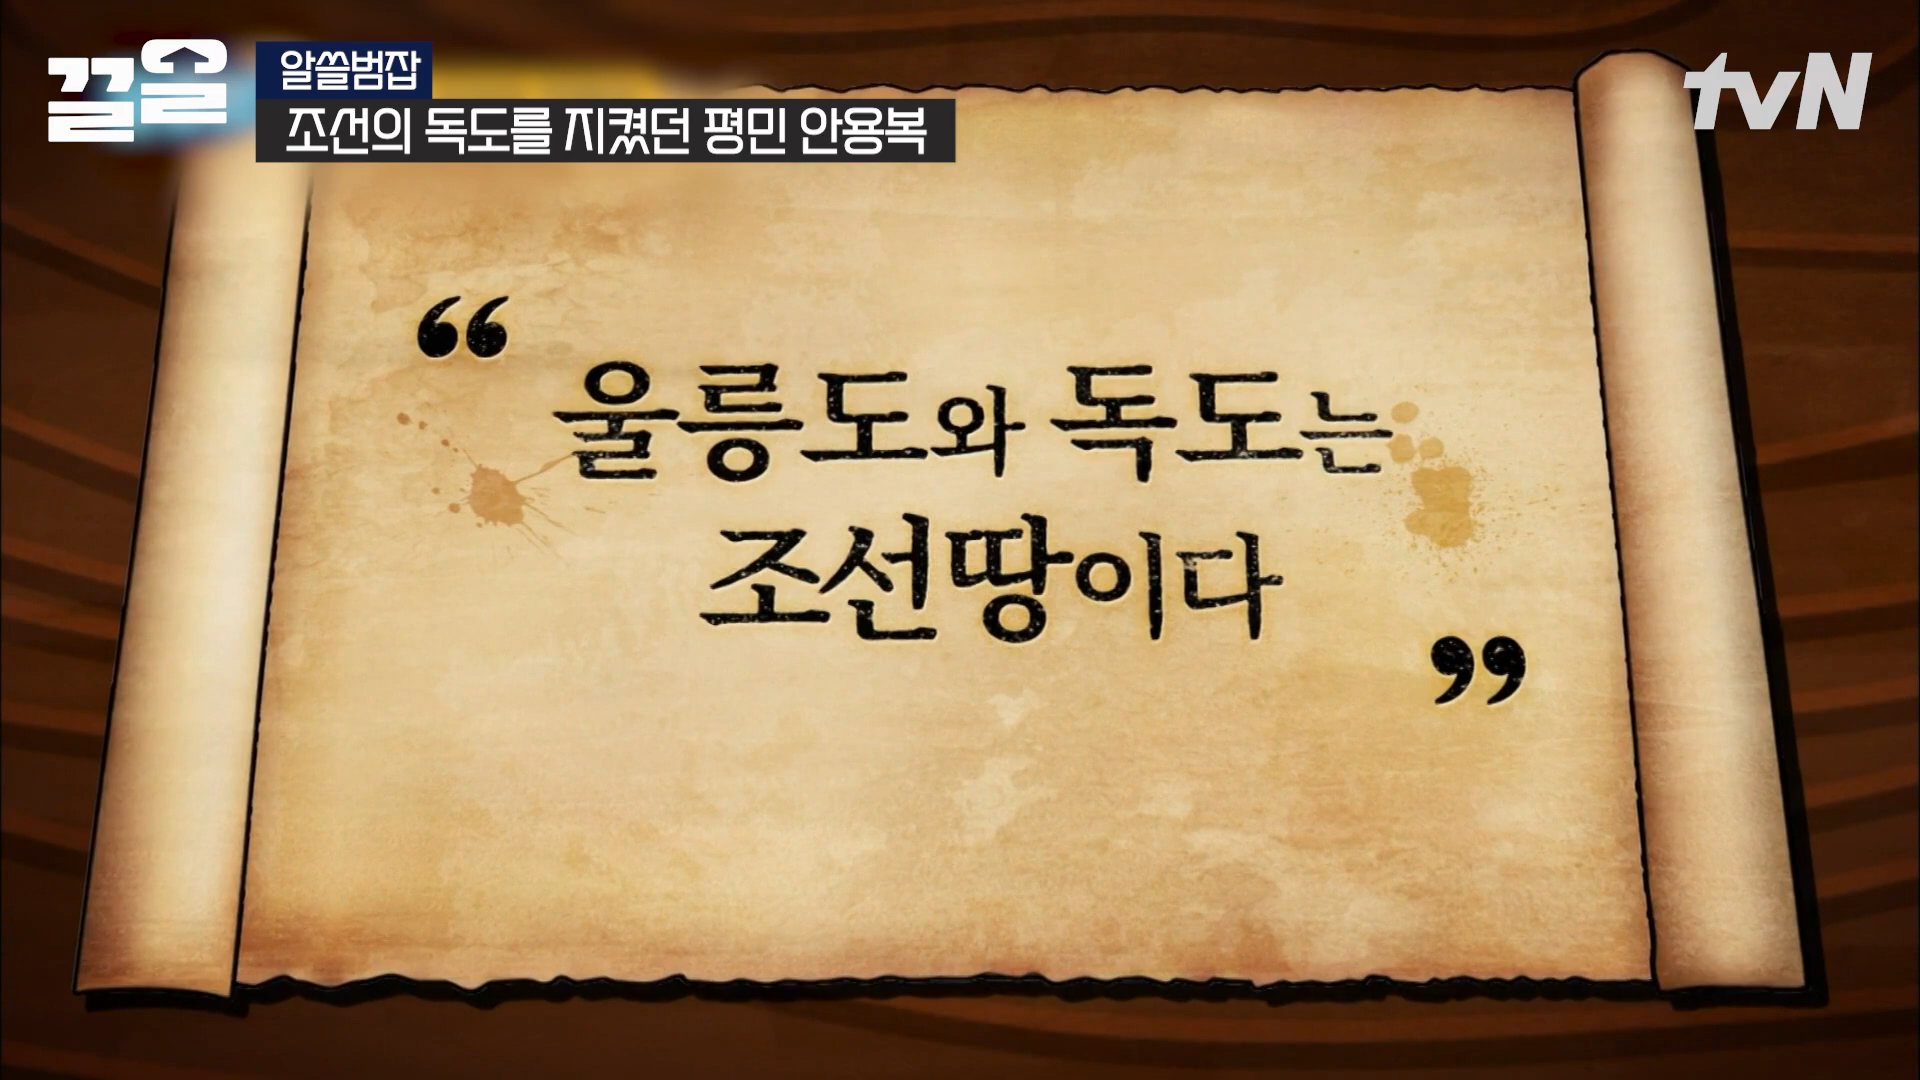 끌올
알쓸범잡
tvN
조선의 독도를 지켰던 평민 안용복
“울릉도와 독도는
조선땅이다”